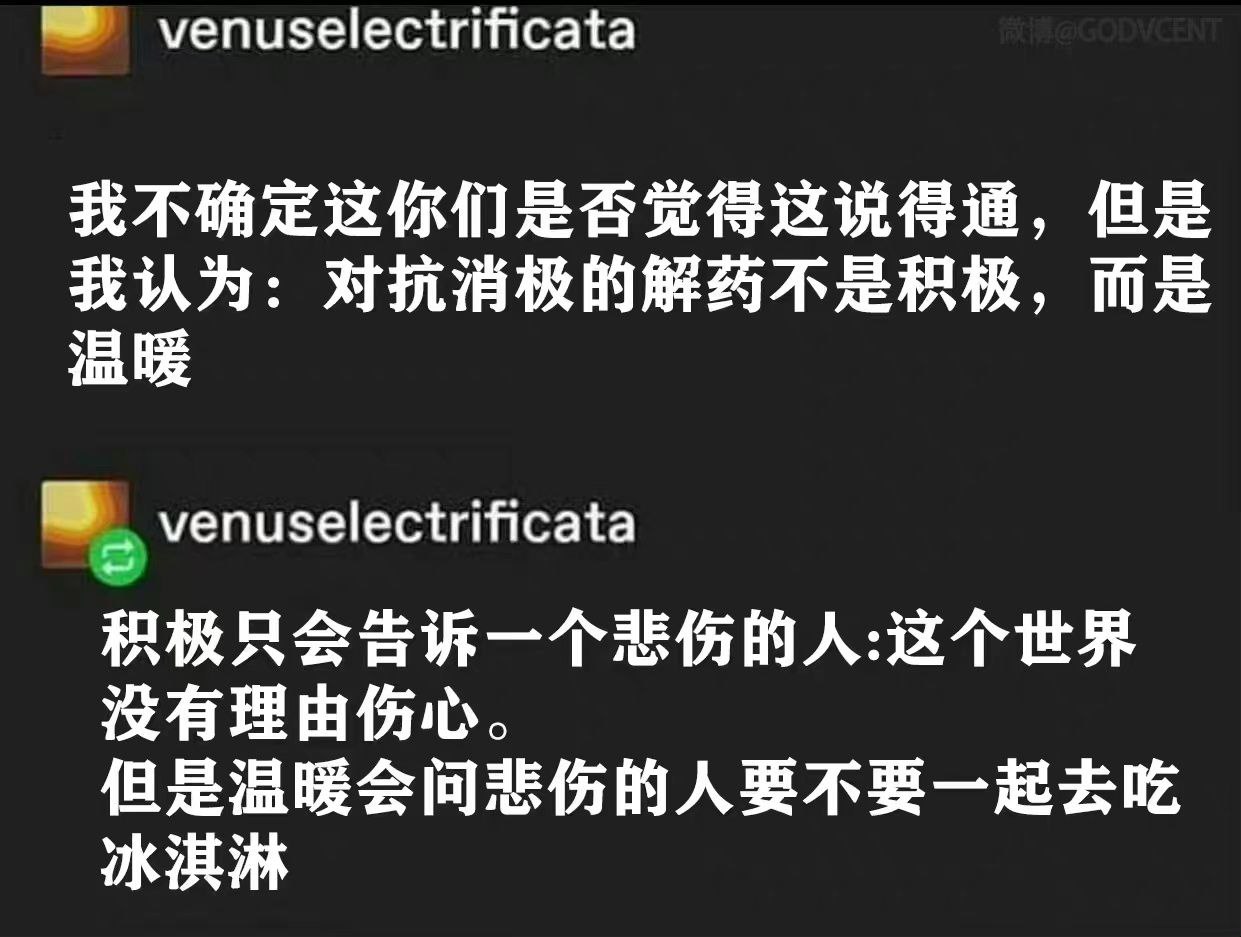 venuselectrificata
微博@GODVCENT
我不确定这你们是否觉得这说得通，但是
我认为：对抗消极的解药不是积极，而是
温暖
venuselectrificata
积极只会告诉一个悲伤的人:这个世界
没有理由伤心。
但是温暖会问悲伤的人要不要一起去吃
冰淇淋